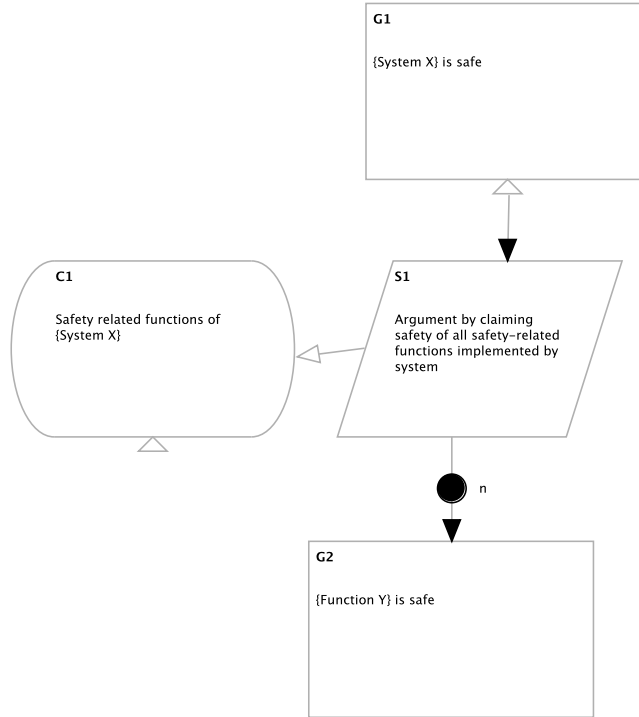 G1
{System X} is safe
C1
Safety related functions of
{System X}
S1
Argument by claiming
safety of all safety-related
functions implemented by
system
n
G2
{Function Y} is safe